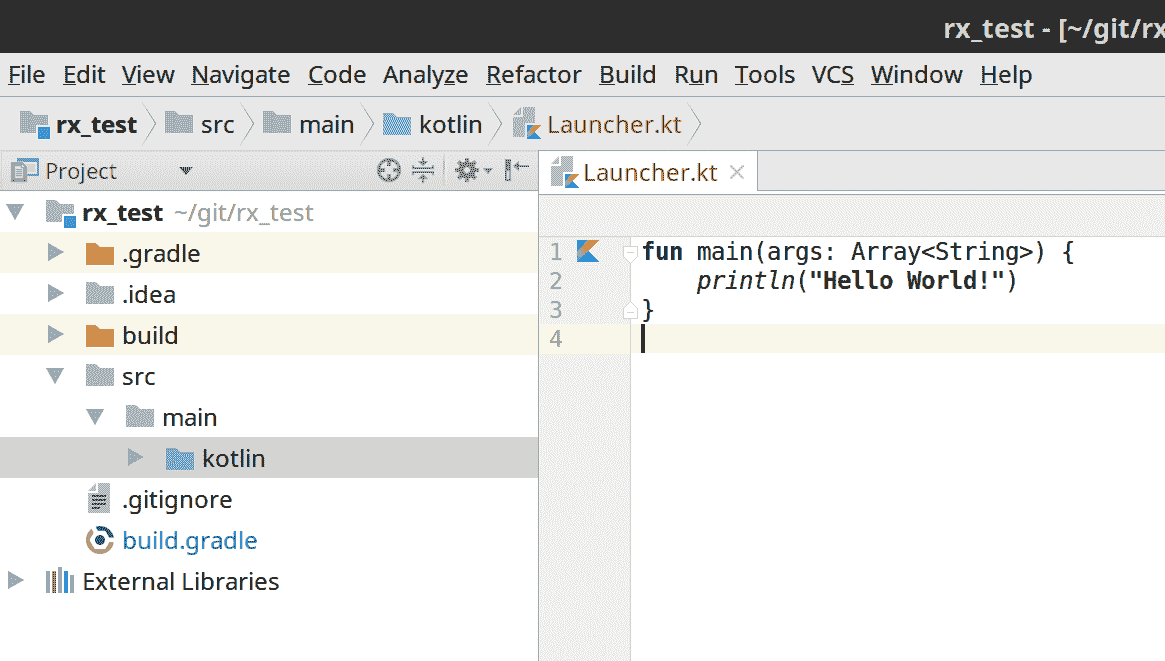 rx_test - [~/git/rx
File Edit View Navigate Code Analyze Refactor Build Run Tools VCS Window Help
rx_test src main kotlin Launcher.kt
Project
Launcher.kt
rx_test ~/git/rx_test
.gradle
.idea
build
src
main
kotlin
.gitignore
build.gradle
External Libraries
1 fun main(args: Array<String>) {
2     println("Hello World!")
3 }
4